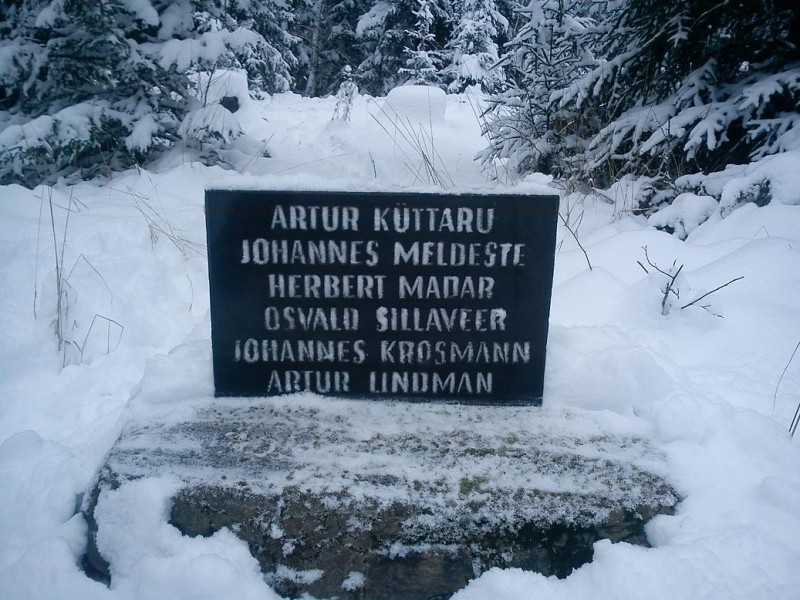 ARTUR KÜTTARU
JOHANNES MELDESTE
HERBERT MADAR
OSVALD SILLAVEER
JOHANNES KROSMANN
ARTUR LINDMAN